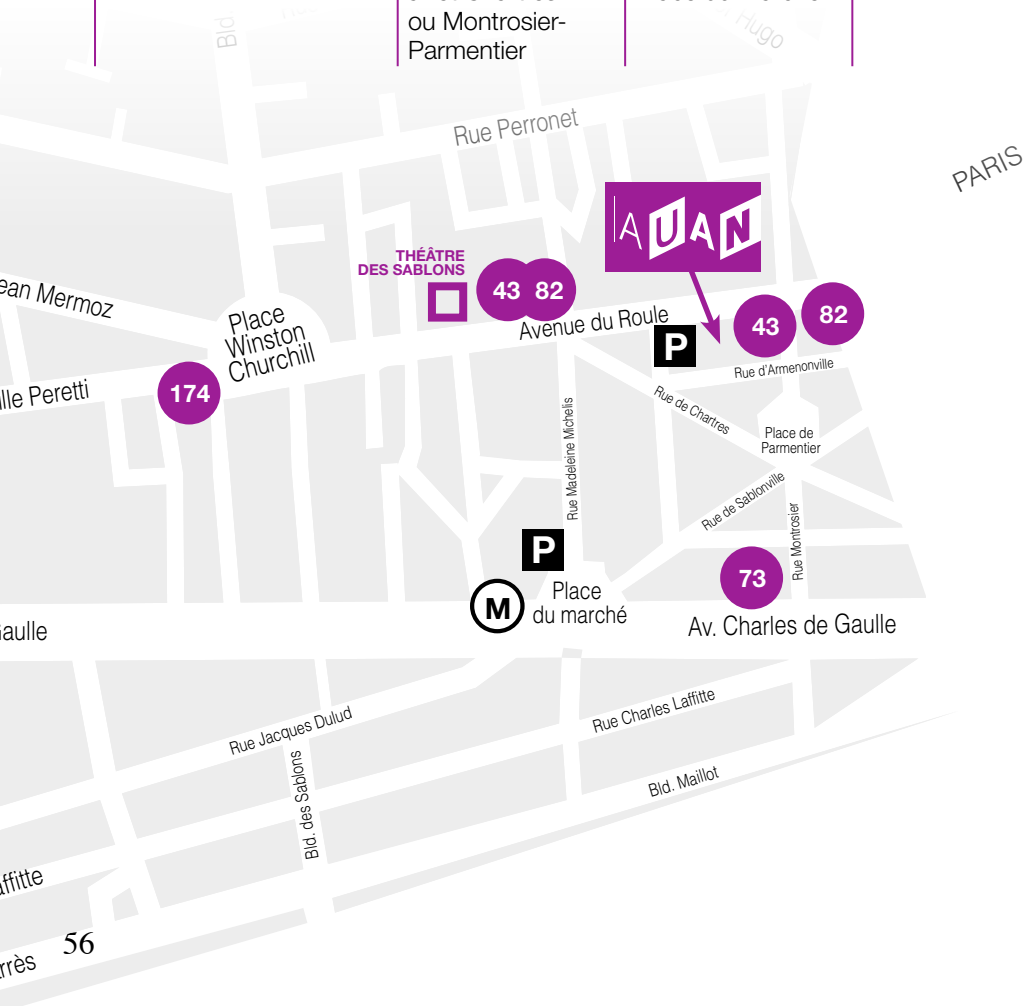 ou Montrosier-
Parmentier
Bld
Hugo
Rue Perronet
PARIS
AUAN
THÉÂTRE
DES SABLONS
43
82
Avenue du Roule
P
43
82
Rue d'Armenonville
Mermoz
Place
Winston
Churchill
174
Peretti
Rue de Chartres
Place de
Parmentier
Rue Madeleine Michelis
Rue de Sablonville
Rue Montrosier
P
M
Place
du marché
73
Av. Charles de Gaulle
aulle
Rue Jacques Dulud
Rue Charles Laffitte
Bld. des Sablons
Bld. Maillot
ffitte
56
rrès